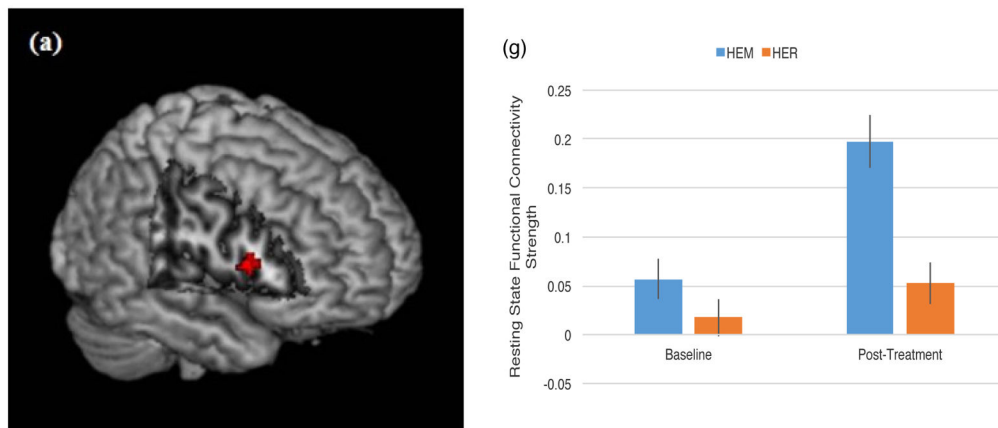 (a)
(g)
HEM HER
Resting State Functional Connectivity
Strength
0.25
0.2
0.15
0.1
0.05
0
-0.05
Baseline Post-Treatment